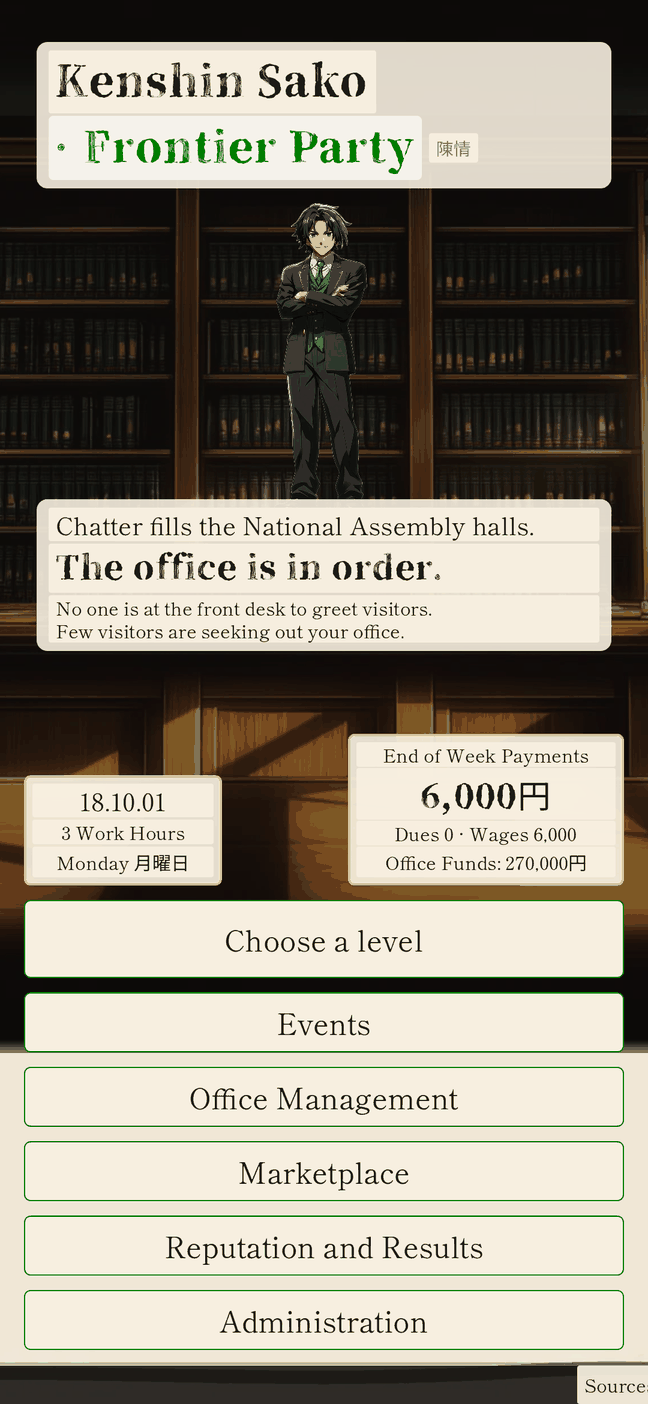 Kenshin Sako
· Frontier Party 陳情
Chatter fills the National Assembly halls.
The office is in order.
No one is at the front desk to greet visitors.
Few visitors are seeking out your office.
End of Week Payments
6,000円
Dues 0 · Wages 6,000
Office Funds: 270,000円
18.10.01
3 Work Hours
Monday 月曜日
Choose a level
Events
Office Management
Marketplace
Reputation and Results
Administration